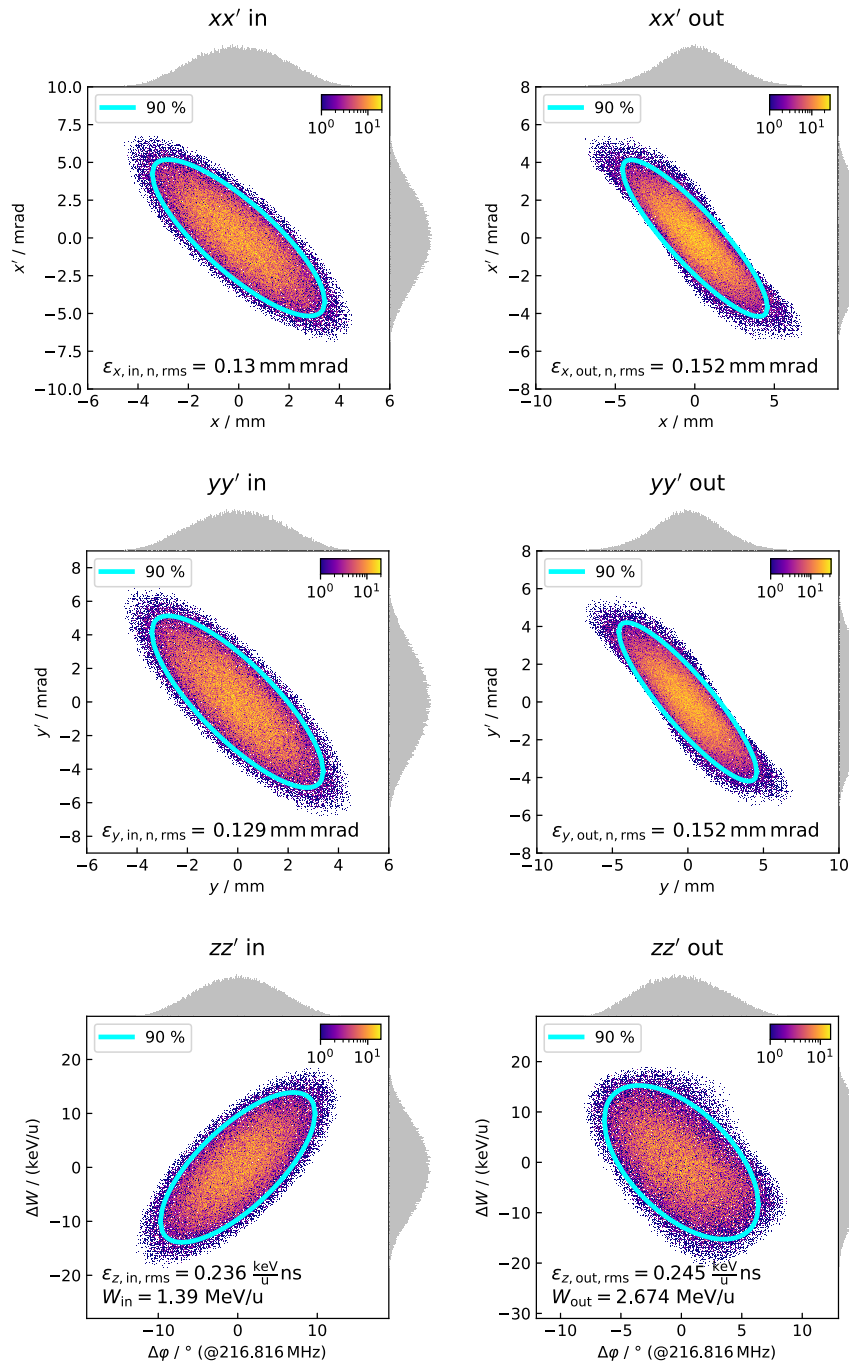 xx′ in
xx′ out
10.0
7.5
5.0
2.5
0.0
−2.5
−5.0
−7.5
−10.0
x′ / mrad
90 %
10⁰ 10¹
εx, in, n, rms = 0.13 mm mrad
−6 −4 −2 0 2 4 6
x / mm
8
6
4
2
0
−2
−4
−6
−8
x′ / mrad
90 %
10⁰ 10¹
εx, out, n, rms = 0.152 mm mrad
−10 −5 0 5
x / mm
yy′ in
yy′ out
8
6
4
2
0
−2
−4
−6
−8
y′ / mrad
90 %
10⁰ 10¹
εy, in, n, rms = 0.129 mm mrad
−6 −4 −2 0 2 4 6
y / mm
8
6
4
2
0
−2
−4
−6
−8
y′ / mrad
90 %
10⁰ 10¹
εy, out, n, rms = 0.152 mm mrad
−10 −5 0 5 10
y / mm
zz′ in
zz′ out
20
10
0
−10
−20
ΔW / (keV/u)
90 %
10⁰ 10¹
εz, in, rms = 0.236 keV/u ns
Win = 1.39 MeV/u
−10 0 10
Δφ / ° (@216.816 MHz)
20
10
0
−10
−20
−30
ΔW / (keV/u)
90 %
10⁰ 10¹
εz, out, rms = 0.245 keV/u ns
Wout = 2.674 MeV/u
−10 −5 0 5 10
Δφ / ° (@216.816 MHz)